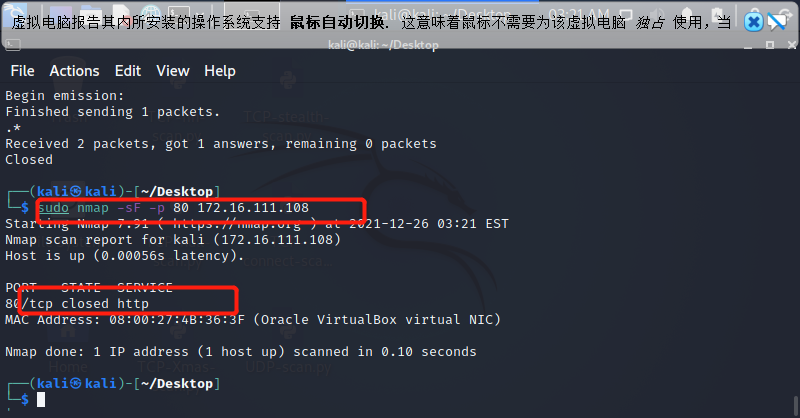 虚拟电脑报告其内所安装的操作系统支持 鼠标自动切换. 这意味着鼠标不需要为该虚拟电脑 独占 使用，当
kali@kali: ~/Desktop
File Actions Edit View Help
Begin emission:
Finished sending 1 packets.
.*
Received 2 packets, got 1 answers, remaining 0 packets
Closed
┌──(kali㉿kali)-[~/Desktop]
└─$ sudo nmap -sF -p 80 172.16.111.108
Starting Nmap 7.91 ( https://nmap.org ) at 2021-12-26 03:21 EST
Nmap scan report for kali (172.16.111.108)
Host is up (0.00056s latency).
PORT STATE SERVICE
80/tcp closed http
MAC Address: 08:00:27:4B:36:3F (Oracle VirtualBox virtual NIC)
Nmap done: 1 IP address (1 host up) scanned in 0.10 seconds
┌──(kali㉿kali)-[~/Desktop]
└─$